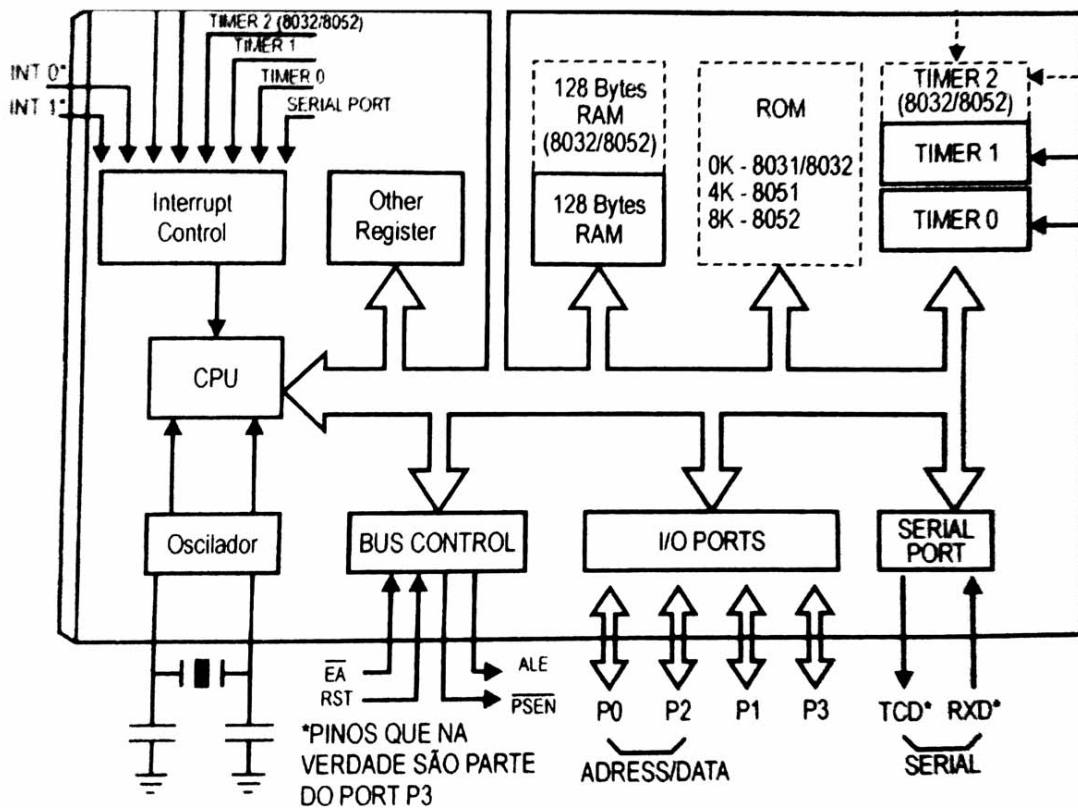 TIMER 2 (8032/8052)
TIMER 1
TIMER 0
SERIAL PORT
INT 0*
INT 1*
Interrupt
Control
Other
Register
128 Bytes
RAM
(8032/8052)
128 Bytes
RAM
ROM
0K - 8031/8032
4K - 8051
8K - 8052
TIMER 2
(8032/8052)
TIMER 1
TIMER 0
CPU
Oscilador
BUS CONTROL
I/O PORTS
SERIAL
PORT
EA
RST
ALE
PSEN
*PINOS QUE NA
VERDADE SÃO PARTE
DO PORT P3
P0 P2 P1 P3
ADRESS/DATA
TCD* RXD*
SERIAL